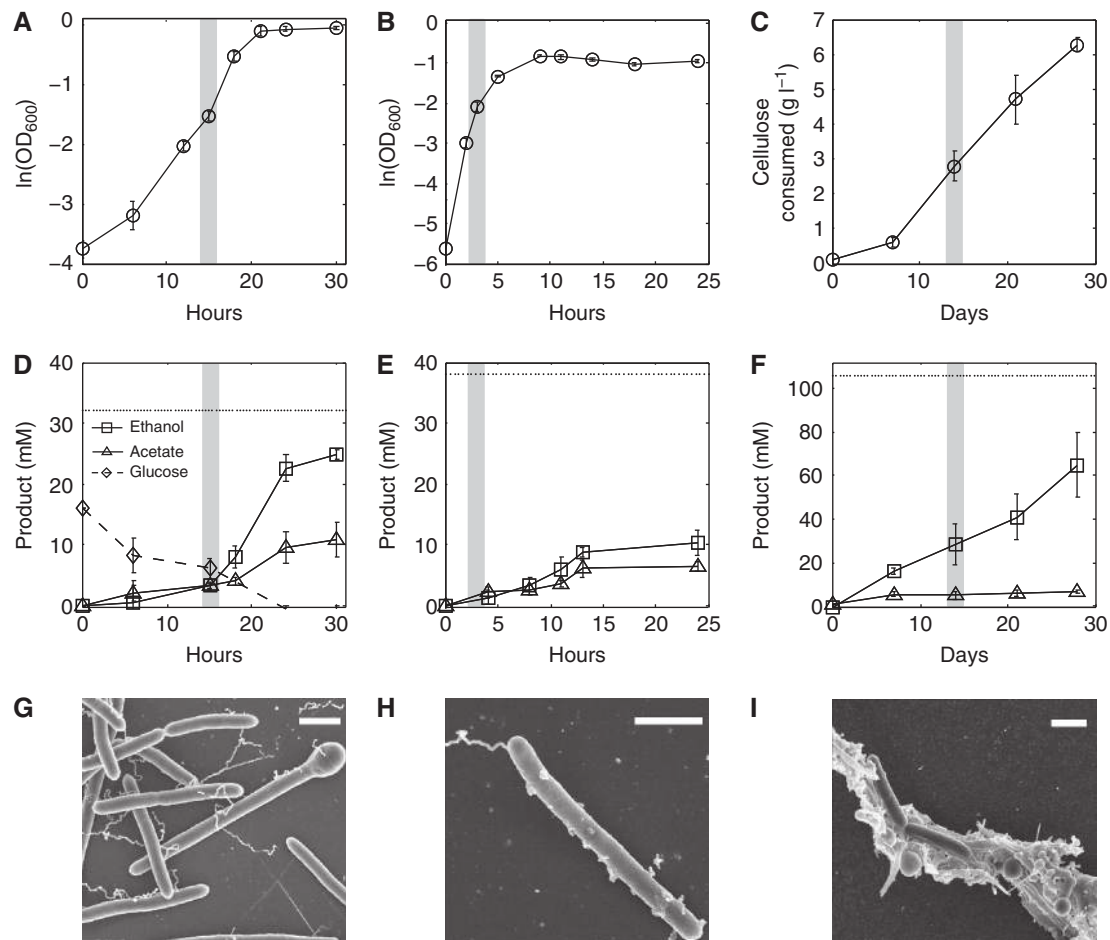 A
0
−1
−2
−3
−4
ln(OD600)
0 10 20 30
Hours
B
0
−1
−2
−3
−4
−5
−6
ln(OD600)
0 5 10 15 20 25
Hours
C
7
6
5
4
3
2
1
0
Cellulose
consumed (g l−1)
0 10 20 30
Days
D
40
30
20
10
0
Product (mM)
Ethanol
Acetate
Glucose
0 10 20 30
Hours
E
40
30
20
10
0
Product (mM)
0 5 10 15 20 25
Hours
F
100
80
60
40
20
0
Product (mM)
0 10 20 30
Days
G
H
I